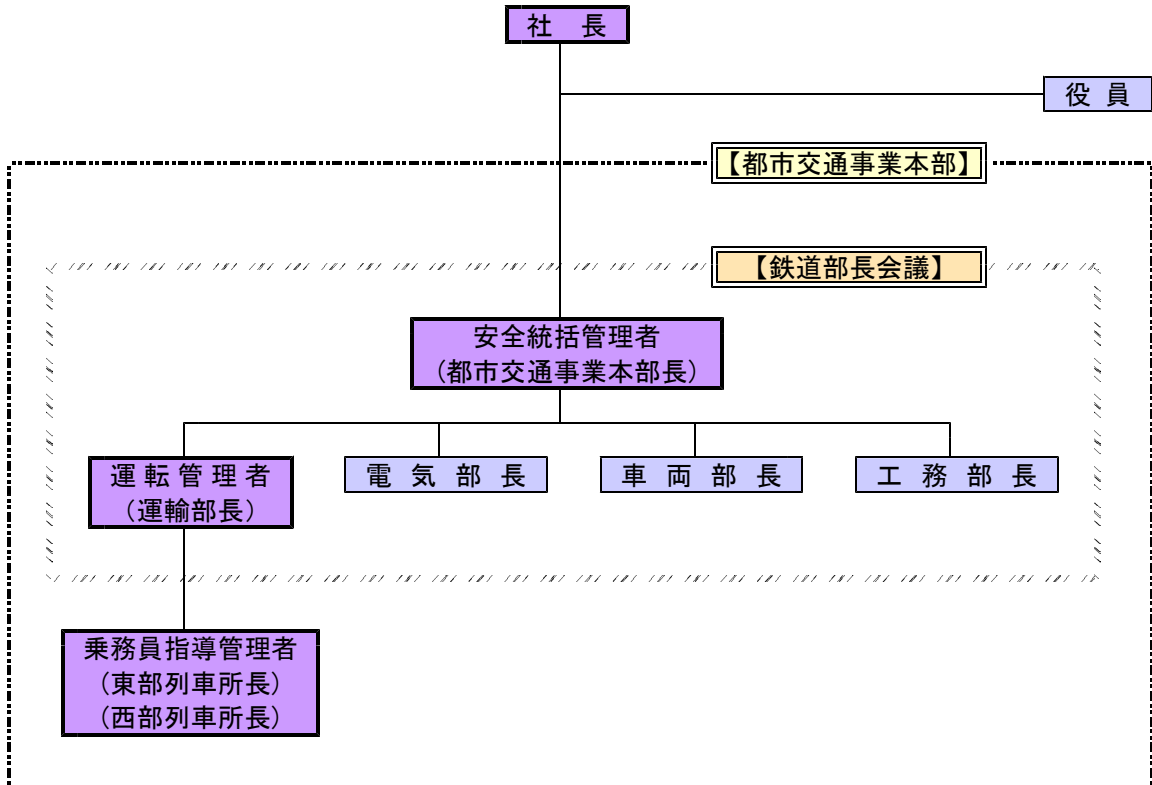 社　長
役 員
【都市交通事業本部】
【鉄道部長会議】
安全統括管理者
（都市交通事業本部長）
運 転 管 理 者
（運輸部長）
電　気　部　長
車　両　部　長
工　務　部　長
乗務員指導管理者
（東部列車所長）
（西部列車所長）